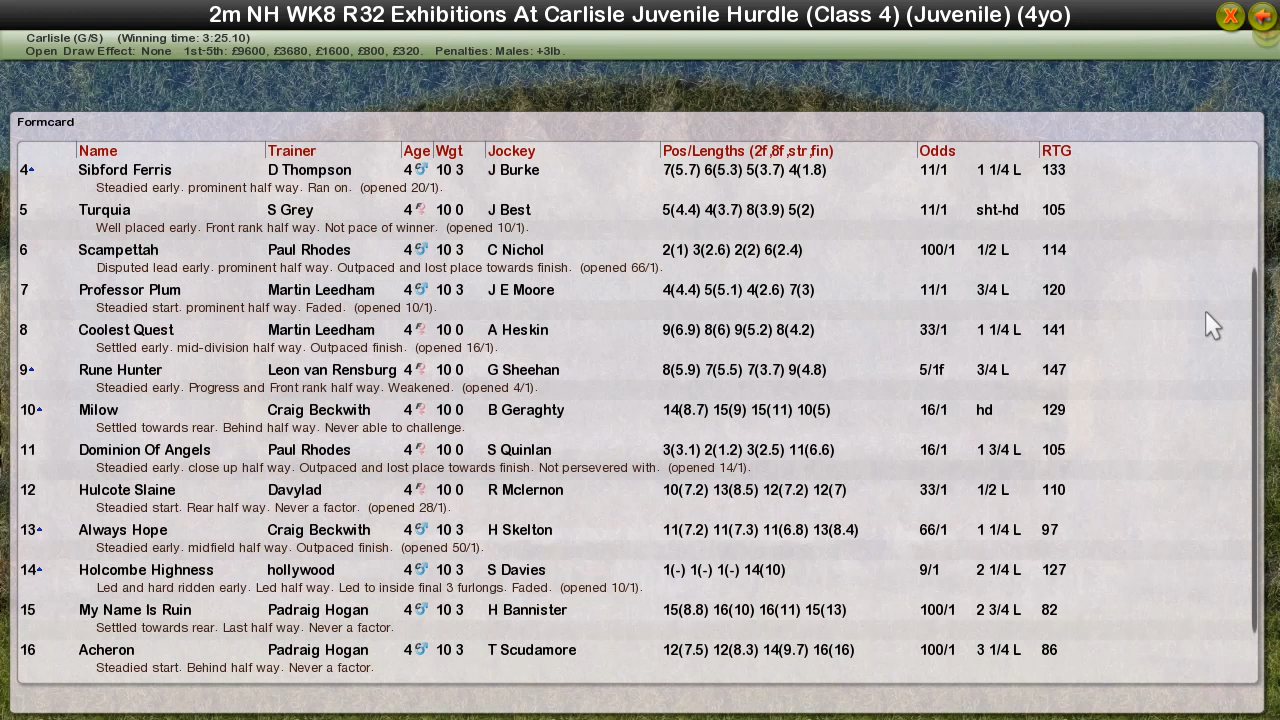 2m NH WK8 R32 Exhibitions At Carlisle Juvenile Hurdle (Class 4) (Juvenile) (4yo)
Carlisle (G/S) (Winning time: 3:25.10)
Open Draw Effect: None 1st-5th: £9600, £3680, £1600, £800, £320. Penalties: Males: +3lb.
Formcard
Name Trainer Age Wgt Jockey Pos/Lengths (2f,8f,str,fin) Odds RTG
4 Sibford Ferris D Thompson 4 10 3 J Burke 7(5.7) 6(5.3) 5(3.7) 4(1.8) 11/1 1 1/4 L 133
Steadied early. prominent half way. Ran on. (opened 20/1).
5 Turquia S Grey 4 10 0 J Best 5(4.4) 4(3.7) 8(3.9) 5(2) 11/1 sht-hd 105
Well placed early. Front rank half way. Not pace of winner. (opened 10/1).
6 Scampettah Paul Rhodes 4 10 3 C Nichol 2(1) 3(2.6) 2(2) 6(2.4) 100/1 1/2 L 114
Disputed lead early. prominent half way. Outpaced and lost place towards finish. (opened 66/1).
7 Professor Plum Martin Leedham 4 10 3 J E Moore 4(4.4) 5(5.1) 4(2.6) 7(3) 11/1 3/4 L 120
Steadied start. prominent half way. Faded. (opened 10/1).
8 Coolest Quest Martin Leedham 4 10 0 A Heskin 9(6.9) 8(6) 9(5.2) 8(4.2) 33/1 1 1/4 L 141
Settled early. mid-division half way. Outpaced finish. (opened 16/1).
9 Rune Hunter Leon van Rensburg 4 10 0 G Sheehan 8(5.9) 7(5.5) 7(3.7) 9(4.8) 5/1f 3/4 L 147
Steadied early. Progress and Front rank half way. Weakened. (opened 4/1).
10 Milow Craig Beckwith 4 10 0 B Geraghty 14(8.7) 15(9) 15(11) 10(5) 16/1 hd 129
Settled towards rear. Behind half way. Never able to challenge.
11 Dominion Of Angels Paul Rhodes 4 10 0 S Quinlan 3(3.1) 2(1.2) 3(2.5) 11(6.6) 16/1 1 3/4 L 105
Steadied early. close up half way. Outpaced and lost place towards finish. Not persevered with. (opened 14/1).
12 Hulcote Slaine Davylad 4 10 0 R Mclernon 10(7.2) 13(8.5) 12(7.2) 12(7) 33/1 1/2 L 110
Steadied start. Rear half way. Never a factor. (opened 28/1).
13 Always Hope Craig Beckwith 4 10 3 H Skelton 11(7.2) 11(7.3) 11(6.8) 13(8.4) 66/1 1 1/4 L 97
Steadied early. midfield half way. Outpaced finish. (opened 50/1).
14 Holcombe Highness hollywood 4 10 3 S Davies 1(-) 1(-) 1(-) 14(10) 9/1 2 1/4 L 127
Led and hard ridden early. Led half way. Led to inside final 3 furlongs. Faded. (opened 10/1).
15 My Name Is Ruin Padraig Hogan 4 10 3 H Bannister 15(8.8) 16(10) 16(11) 15(13) 100/1 2 3/4 L 82
Settled towards rear. Last half way. Never a factor.
16 Acheron Padraig Hogan 4 10 3 T Scudamore 12(7.5) 12(8.3) 14(9.7) 16(16) 100/1 3 1/4 L 86
Steadied start. Behind half way. Never a factor.